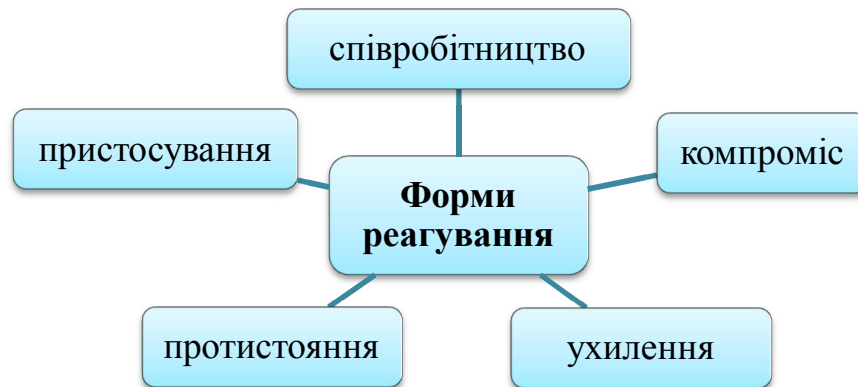 співробітництво
пристосування
компроміс
Форми
реагування
протистояння
ухилення